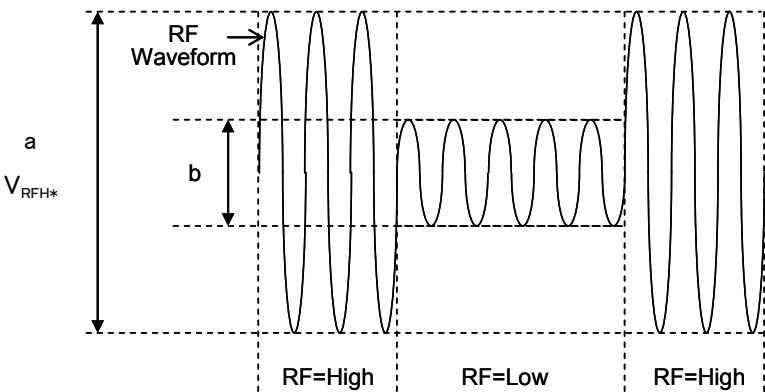 RF
Waveform
a
b
V_RFH*
RF=High
RF=Low
RF=High